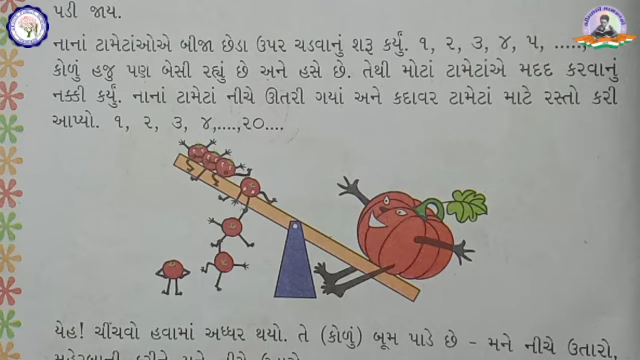 પડી જાય.
નાનાં ટામેટાંઓએ બીજા છેડા ઉપર ચડવાનું શરૂ કર્યું. ૧, ૨, ૩, ૪, ૫, .....,
કોળું હજુ પણ બેસી રહ્યું છે અને હસે છે. તેથી મોટાં ટામેટાંએ મદદ કરવાનું
નક્કી કર્યું. નાનાં ટામેટાં નીચે ઊતરી ગયાં અને કદાવર ટામેટાં માટે રસ્તો કરી
આપ્યો. ૧, ૨, ૩, ૪,....,૨૦....
યેહ! ચીંચવો હવામાં અધ્ધર થયો. તે (કોળું) બૂમ પાડે છે - મને નીચે ઉતારો,